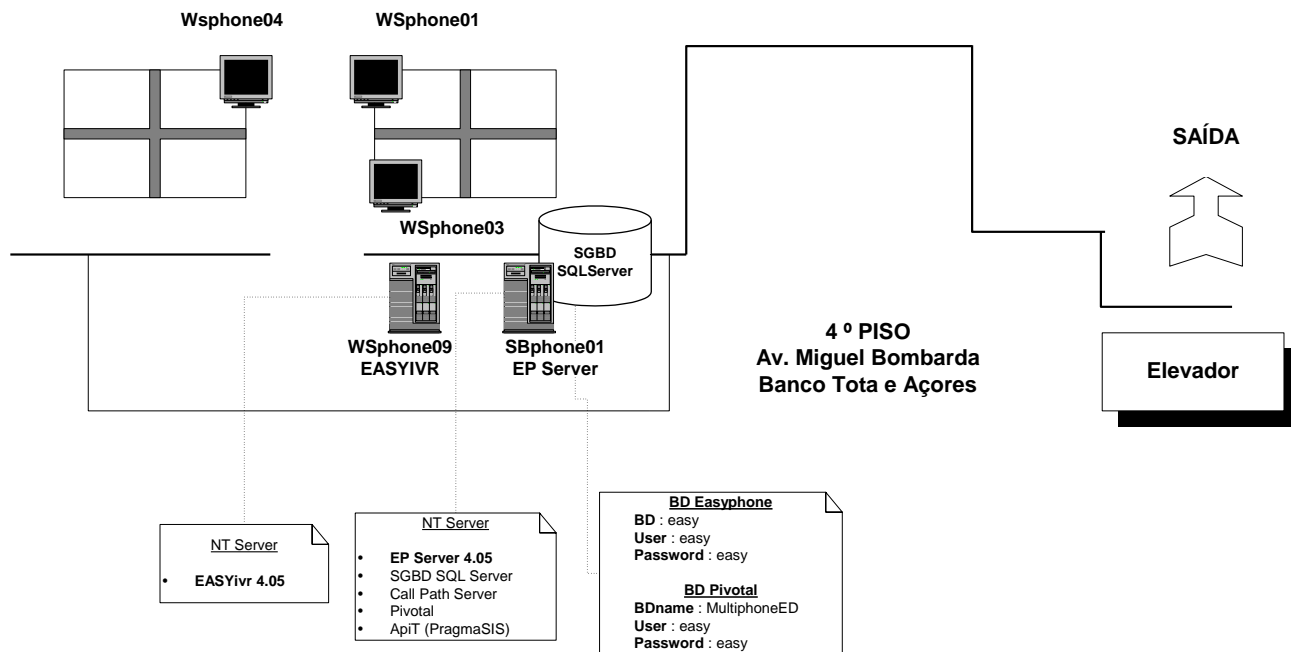 Wsphone04
WSphone01
SAÍDA
WSphone03
SGBD
SQLServer
WSphone09
EASYIVR
SBphone01
EP Server
4 º PISO
Av. Miguel Bombarda
Banco Tota e Açores
Elevador
NT Server
• EASYivr 4.05
NT Server
• EP Server 4.05
• SGBD SQL Server
• Call Path Server
• Pivotal
• ApiT (PragmaSIS)
BD Easyphone
BD : easy
User : easy
Password : easy
BD Pivotal
BDname : MultiphoneED
User : easy
Password : easy